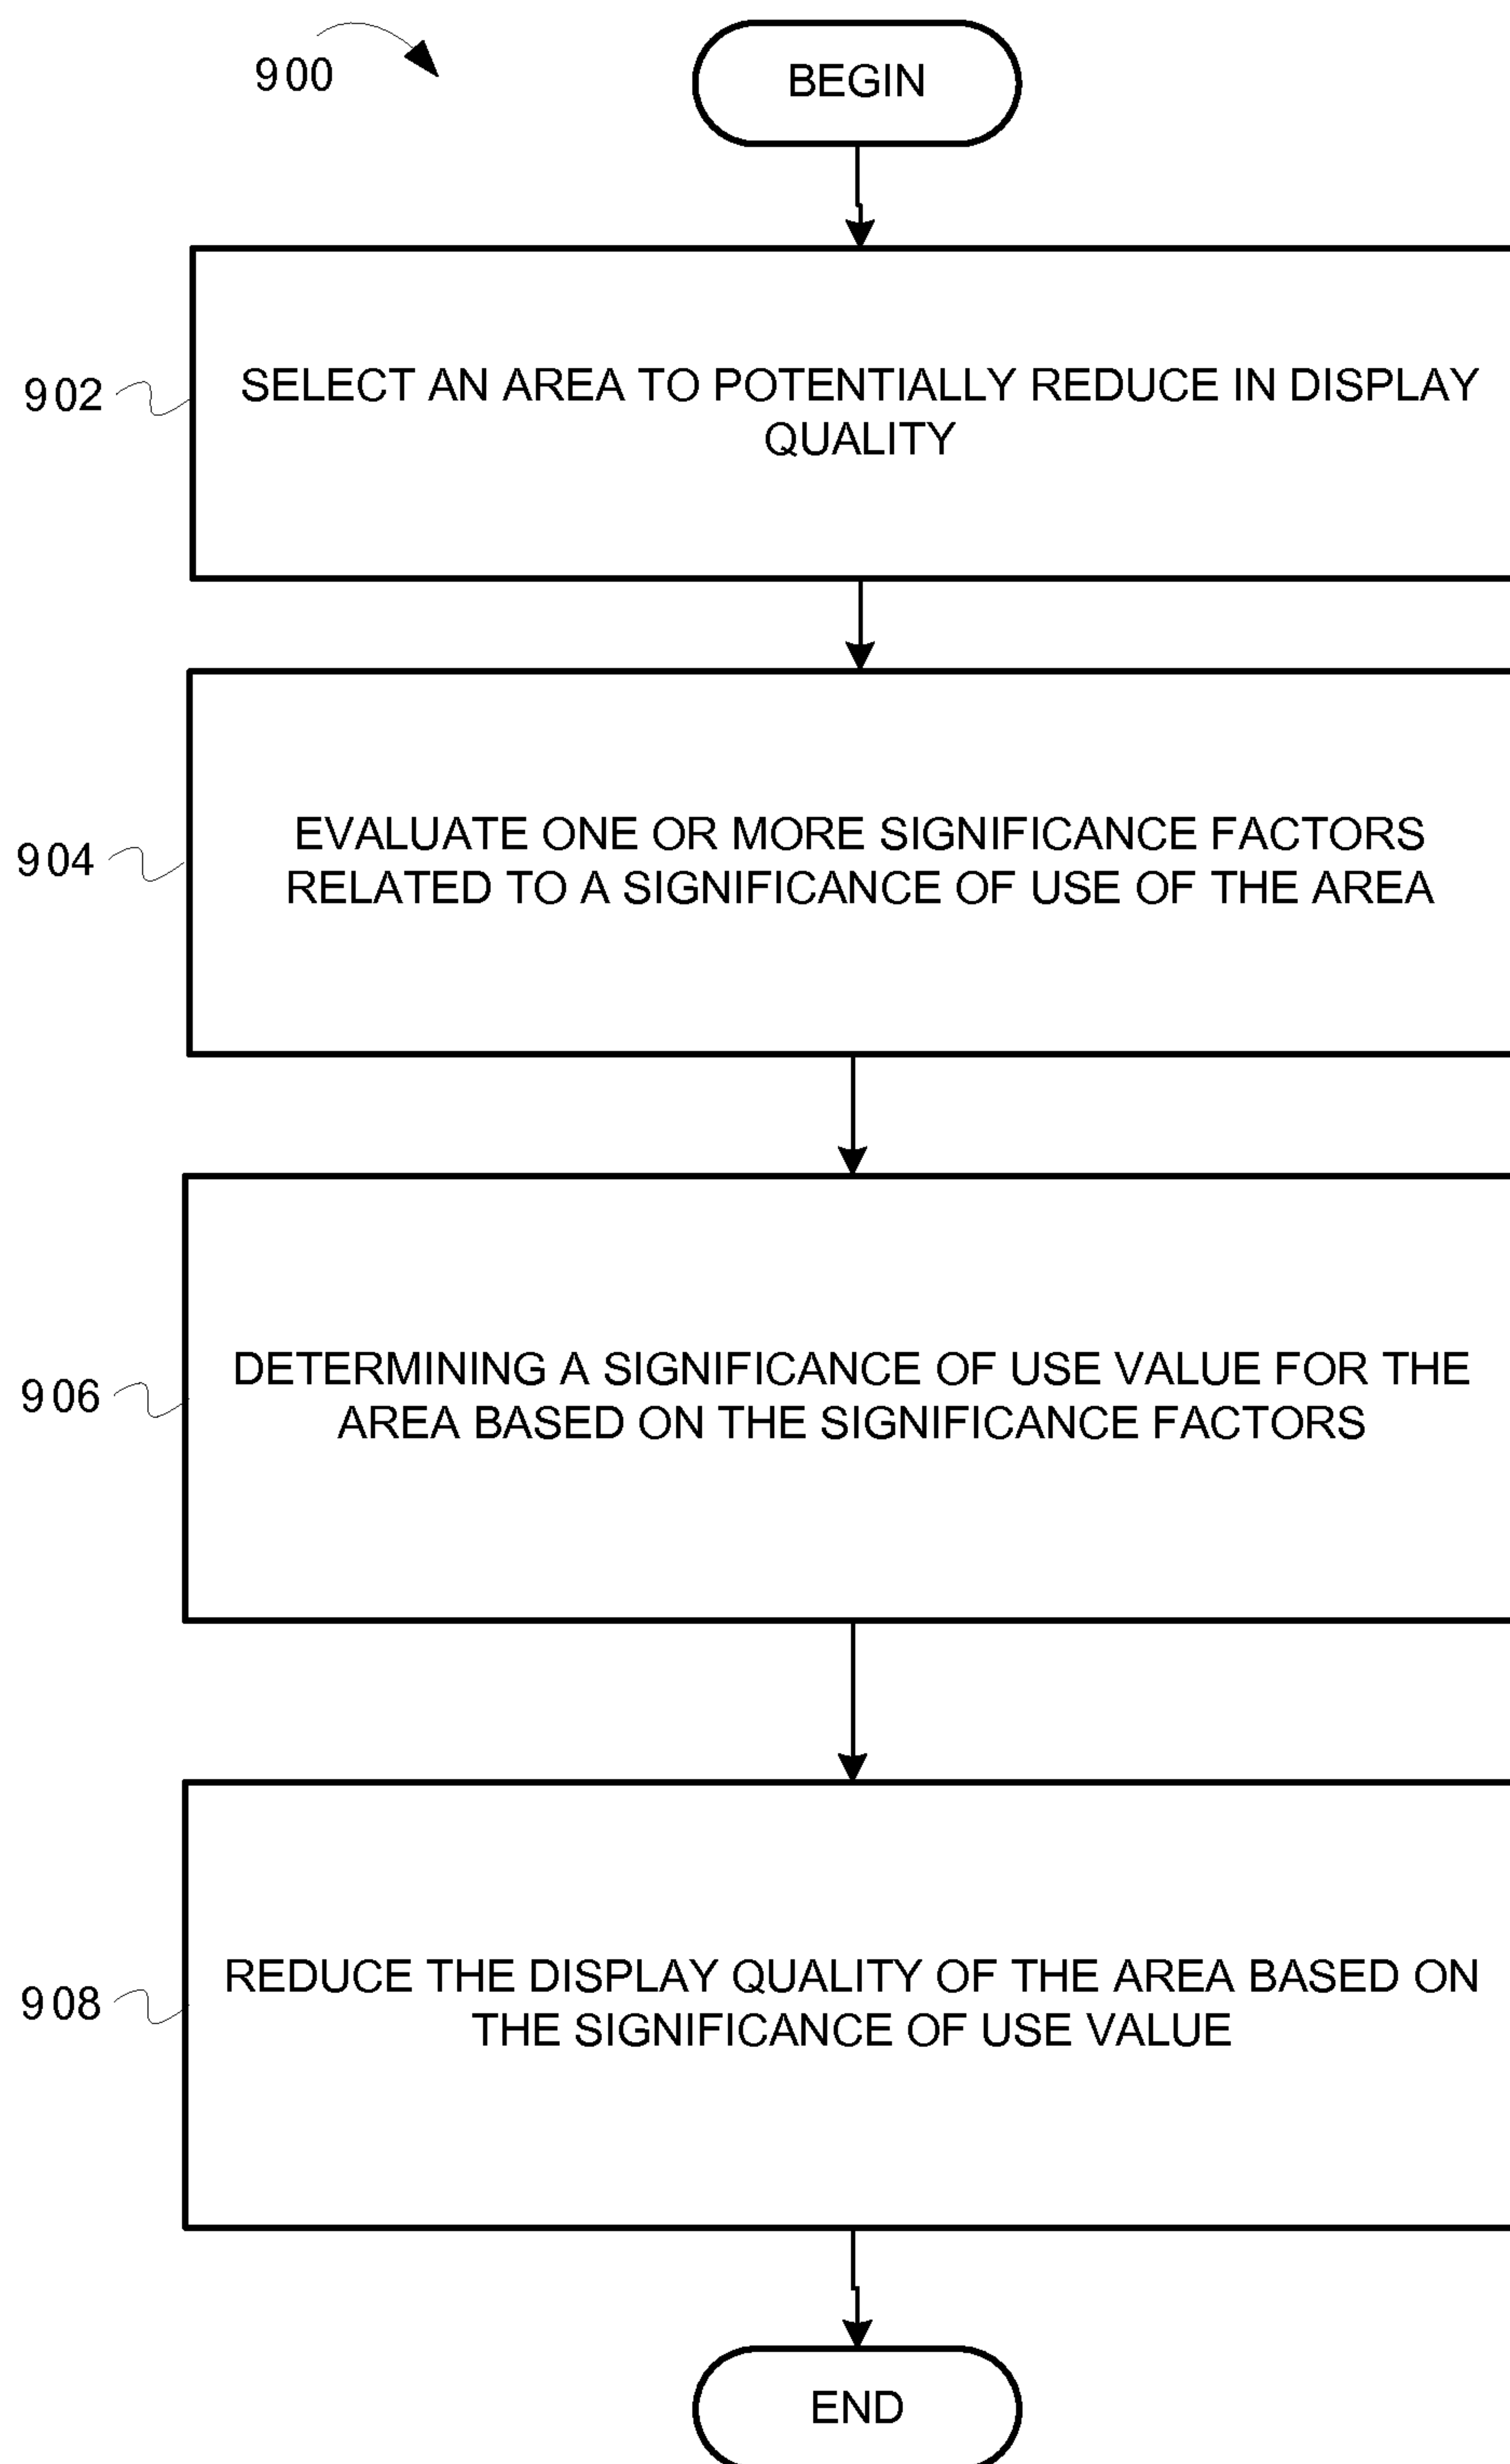 900
BEGIN
902
SELECT AN AREA TO POTENTIALLY REDUCE IN DISPLAY
QUALITY
904
EVALUATE ONE OR MORE SIGNIFICANCE FACTORS
RELATED TO A SIGNIFICANCE OF USE OF THE AREA
906
DETERMINING A SIGNIFICANCE OF USE VALUE FOR THE
AREA BASED ON THE SIGNIFICANCE FACTORS
908
REDUCE THE DISPLAY QUALITY OF THE AREA BASED ON
THE SIGNIFICANCE OF USE VALUE
END